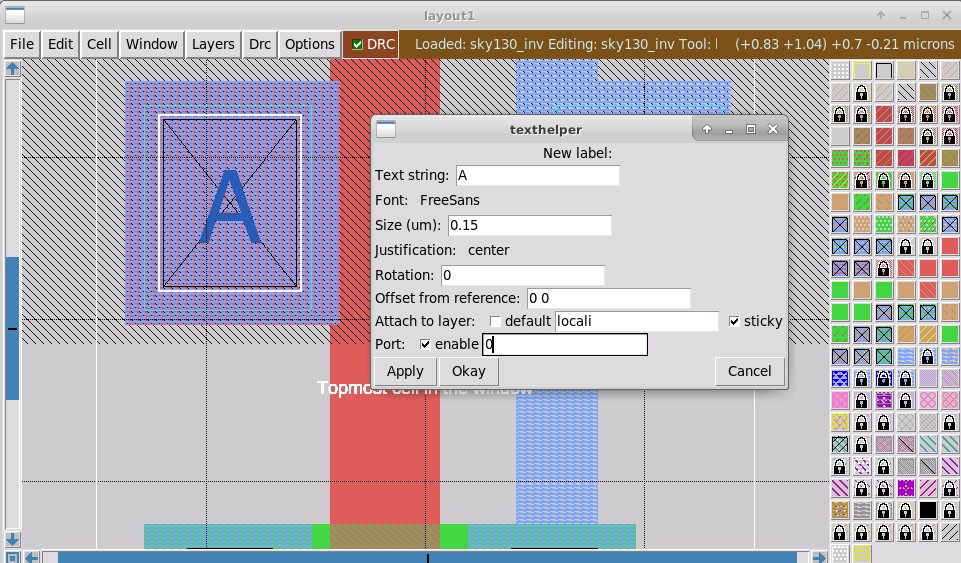 layout1
File Edit Cell Window Layers Drc Options DRC Loaded: sky130_inv Editing: sky130_inv Tool: (+0.83 +1.04) +0.7 -0.21 microns
texthelper
New label:
Text string: A
Font: FreeSans
Size (um): 0.15
Justification: center
Rotation: 0
Offset from reference: 0 0
Attach to layer: default locali sticky
Port: enable 0
Apply Okay Cancel
A
Topmost cell in the window